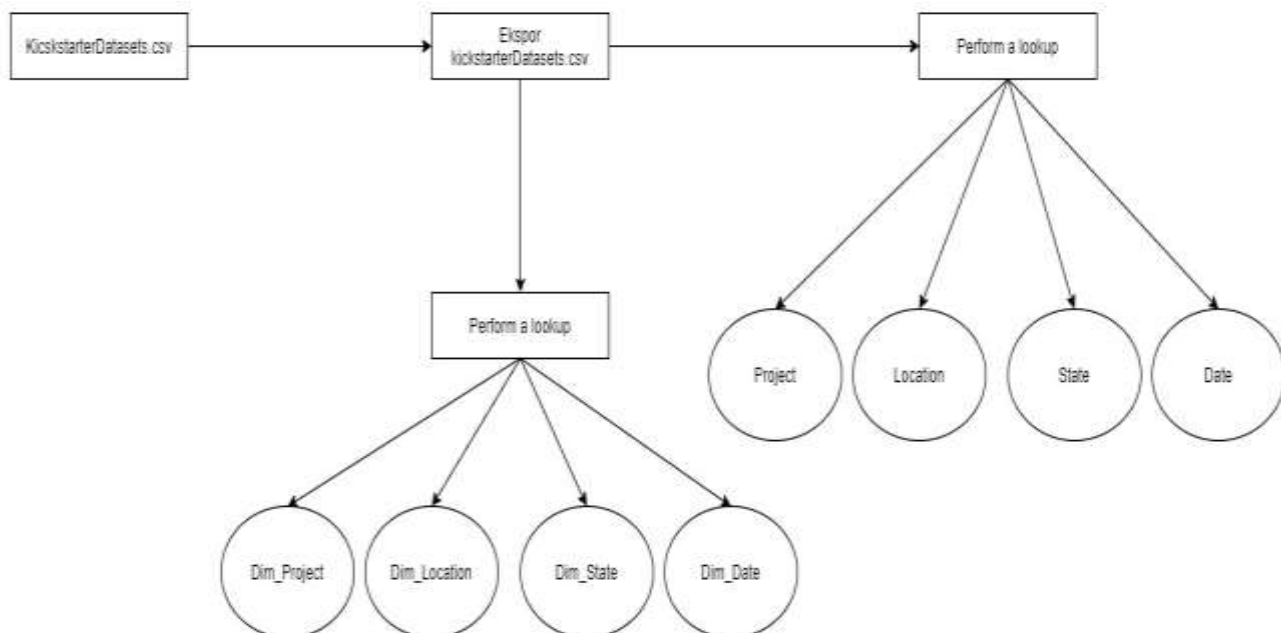 KicskstarterDatasets.csv
Ekspor
kickstarterDatasets.csv
Perform a lookup
Perform a lookup
Project
Location
State
Date
Dim_Project
Dim_Location
Dim_State
Dim_Date